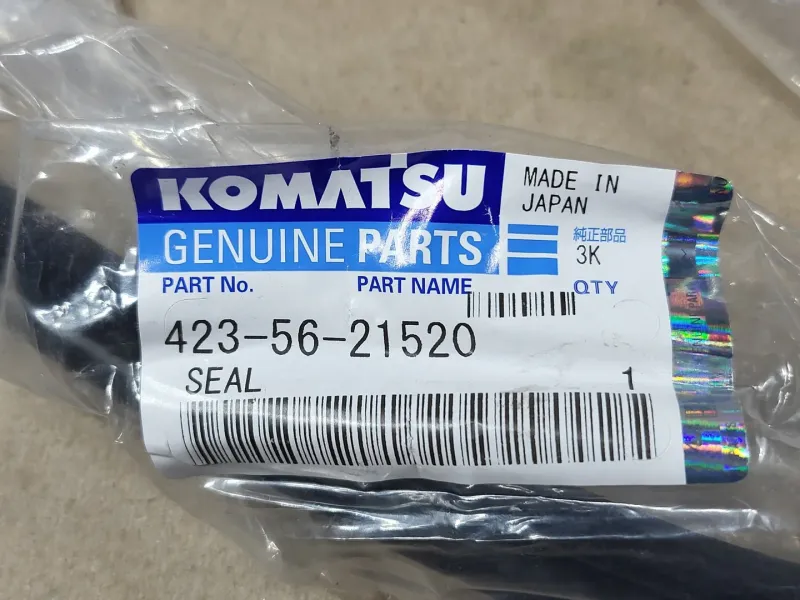 KOMATSU
MADE IN
JAPAN
GENUINE PARTS
純正部品
3K
PART No.
PART NAME
QTY
423-56-21520
SEAL
1